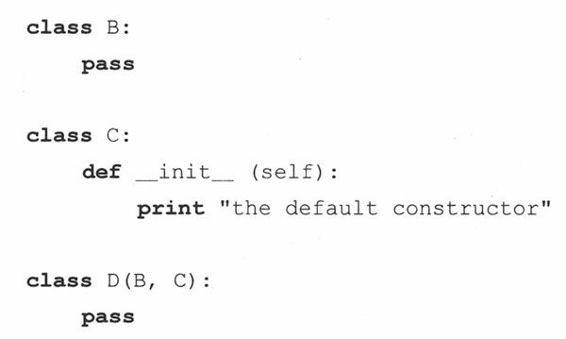 class B:
    pass
class C:
    def __init__ (self):
        print "the default constructor"
class D(B, C):
    pass